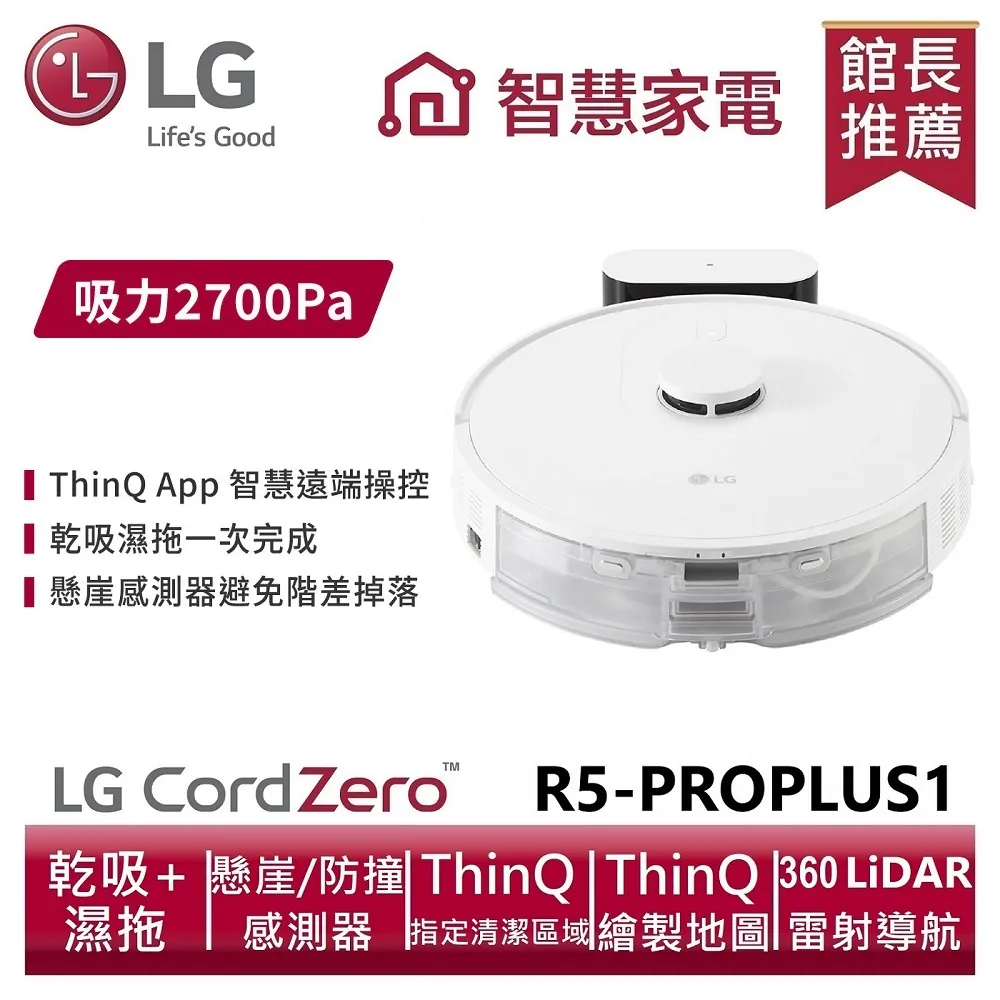 LG
Life's Good
智慧家電
館長
推薦
吸力2700Pa
ThinQ App 智慧遠端操控
乾吸濕拖一次完成
懸崖感測器避免階差掉落
LG
LG CordZero™
R5-PROPLUS1
乾吸+
濕拖
懸崖/防撞
感測器
ThinQ
指定清潔區域
ThinQ
繪製地圖
360 LiDAR
雷射導航